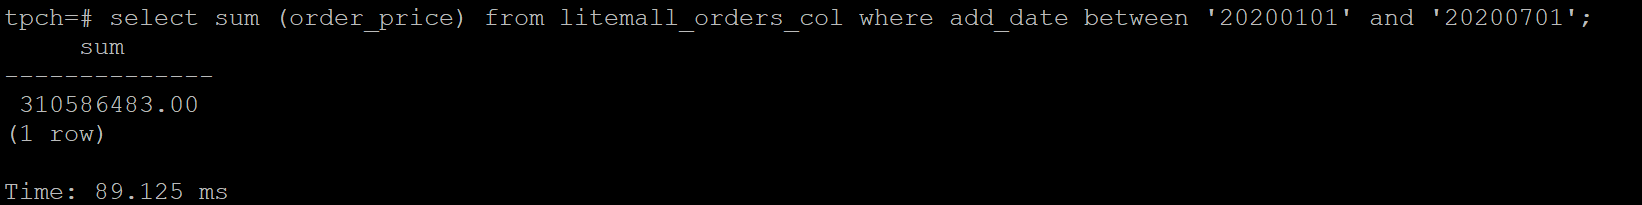 tpch=# select sum (order_price) from litemall_orders_col where add_date between '20200101' and '20200701';
sum
--------------
310586483.00
(1 row)
Time: 89.125 ms